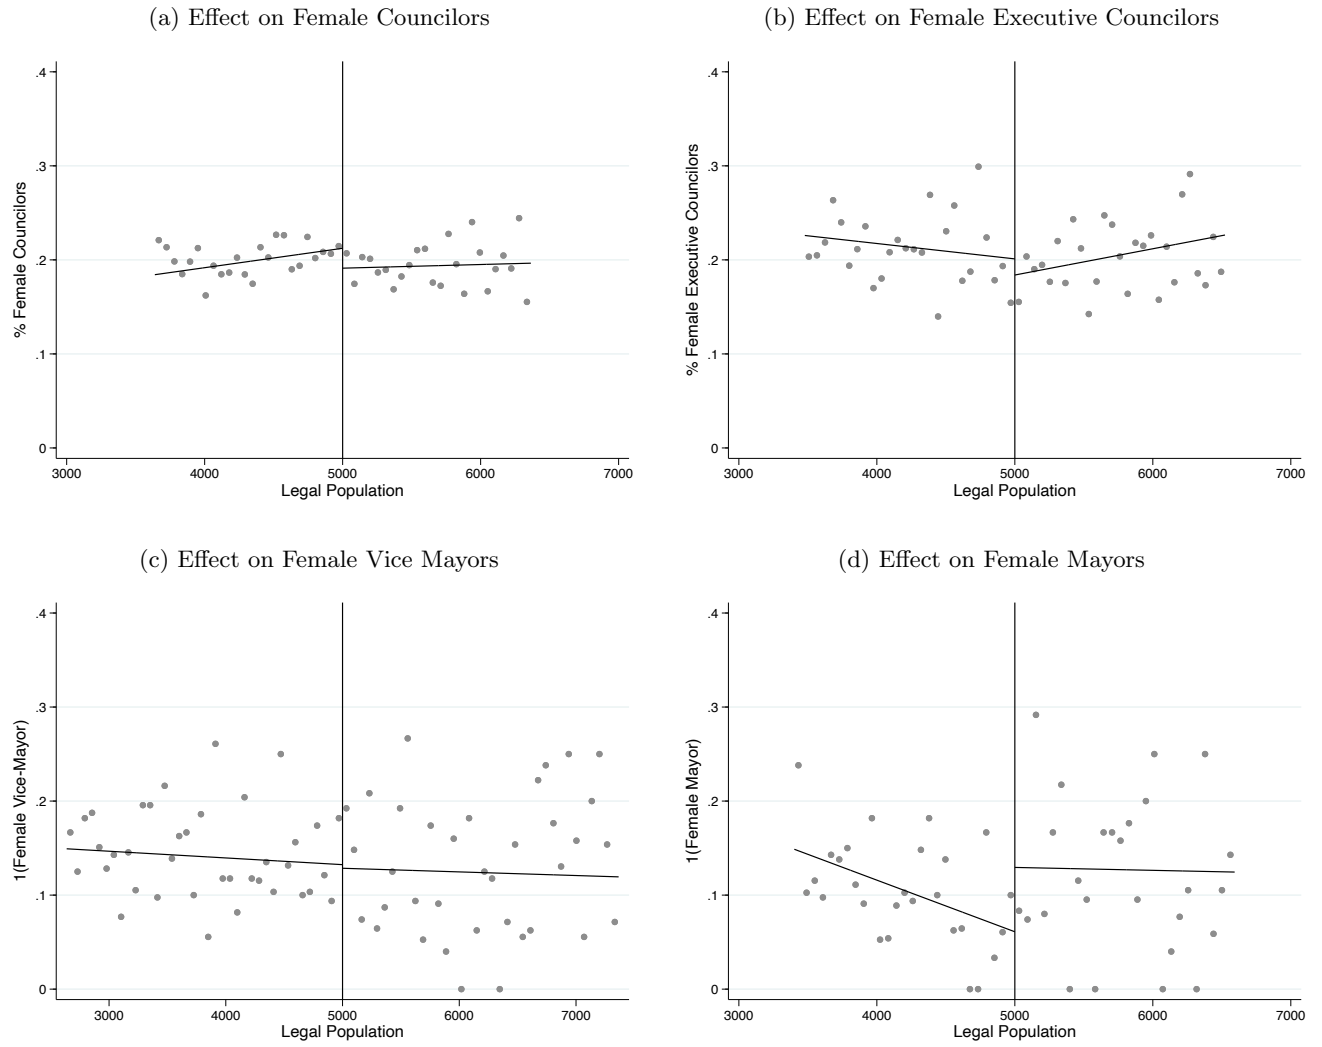 (a) Effect on Female Councilors
.4
.3
.2
.1
0
% Female Councilors
3000 4000 5000 6000 7000
Legal Population
(b) Effect on Female Executive Councilors
.4
.3
.2
.1
0
% Female Executive Councilors
3000 4000 5000 6000 7000
Legal Population
(c) Effect on Female Vice Mayors
.4
.3
.2
.1
0
1(Female Vice-Mayor)
3000 4000 5000 6000 7000
Legal Population
(d) Effect on Female Mayors
.4
.3
.2
.1
0
1(Female Mayor)
3000 4000 5000 6000 7000
Legal Population